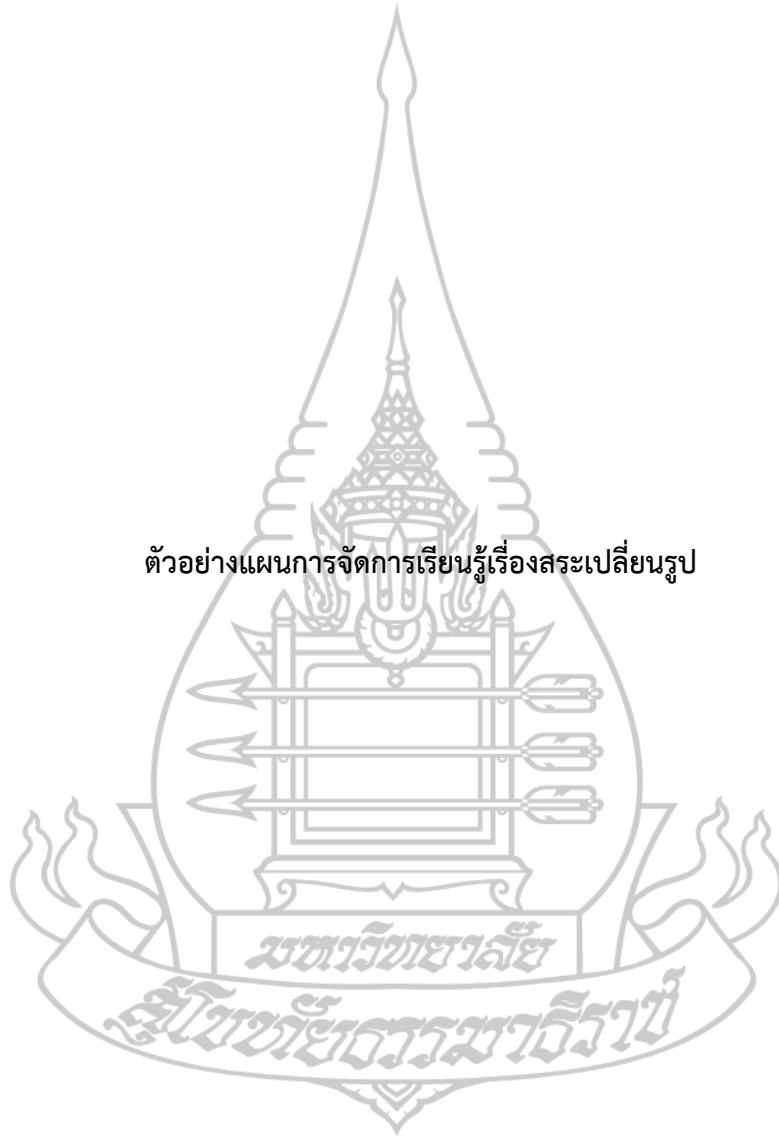 ตัวอย่างแผนการจัดการเรียนรู้เรื่องสระเปลี่ยนรูป
มหาวิทยาลัย
สุโขทัยธรรมาธิราช